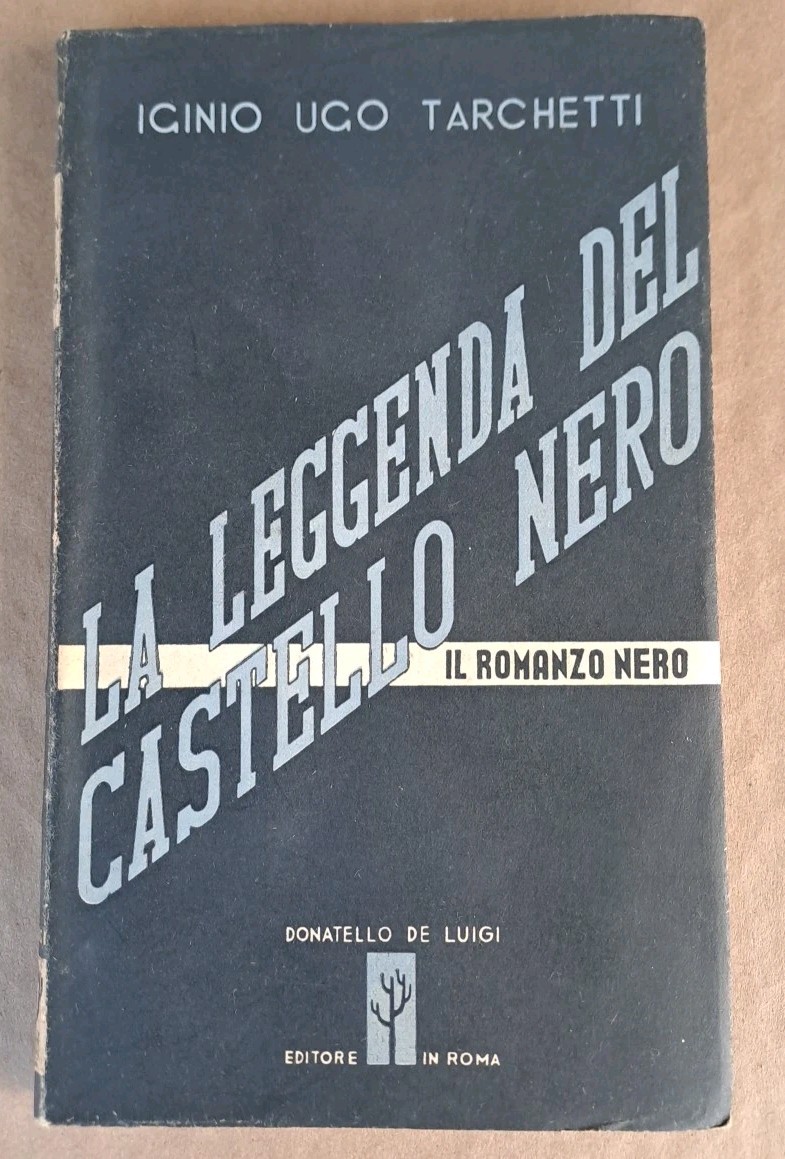 IGINIO UGO TARCHETTI
LA LEGGENDA DEL
CASTELLO NERO
IL ROMANZO NERO
DONATELLO DE LUIGI
EDITORE IN ROMA